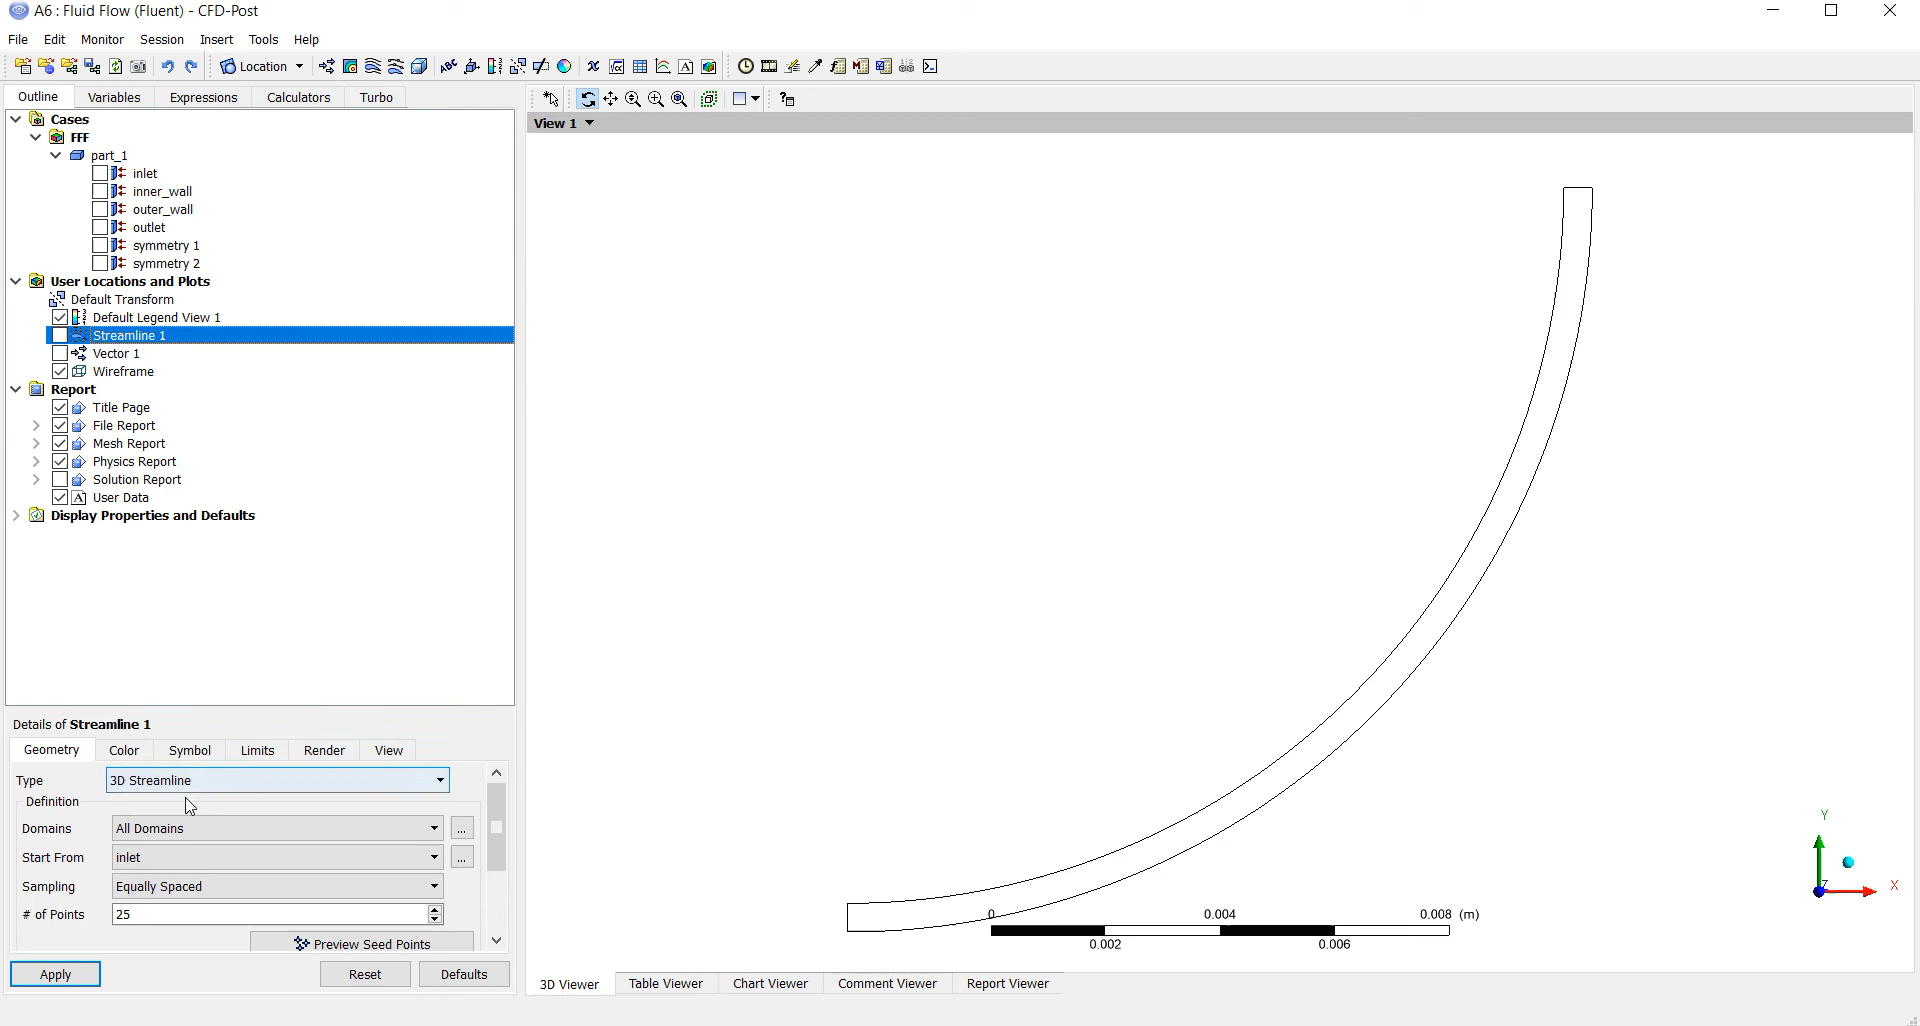 A6 : Fluid Flow (Fluent) - CFD-Post
File Edit Monitor Session Insert Tools Help
Location
Outline Variables Expressions Calculators Turbo
View 1
Cases
FFF
part_1
inlet
inner_wall
outer_wall
outlet
symmetry 1
symmetry 2
User Locations and Plots
Default Transform
Default Legend View 1
Streamline 1
Vector 1
Wireframe
Report
Title Page
File Report
Mesh Report
Physics Report
Solution Report
User Data
Display Properties and Defaults
Details of Streamline 1
Geometry Color Symbol Limits Render View
Type 3D Streamline
Definition
Domains All Domains ...
Start From inlet ...
Sampling Equally Spaced
# of Points 25
Preview Seed Points
Apply Reset Defaults
0 0.004 0.008 (m)
0.002 0.006
Y
Z X
3D Viewer Table Viewer Chart Viewer Comment Viewer Report Viewer